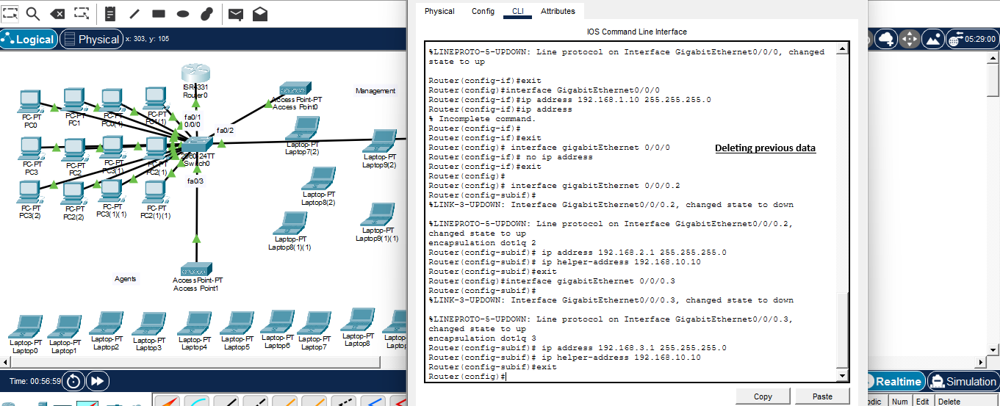 Physical Config CLI Attributes
Logical Physical x: 303, y: 105
05:29:00
IOS Command Line Interface
%LINEPROTO-5-UPDOWN: Line protocol on Interface GigabitEthernet0/0/0, changed
state to up
Router(config-if)#exit
Router(config)#interface GigabitEthernet0/0/0
Router(config-if)#ip address 192.168.1.10 255.255.255.0
Router(config-if)#ip address
% Incomplete command.
Router(config-if)#
Router(config-if)#exit
Router(config)# interface gigabitEthernet 0/0/0
Router(config-if)# no ip address
Router(config-if)#exit
Router(config)#
Router(config)# interface gigabitEthernet 0/0/0.2
Router(config-subif)#
%LINK-3-UPDOWN: Interface GigabitEthernet0/0/0.2, changed state to down
%LINEPROTO-5-UPDOWN: Line protocol on Interface GigabitEthernet0/0/0.2,
changed state to up
encapsulation dot1q 2
Router(config-subif)# ip address 192.168.2.1 255.255.255.0
Router(config-subif)# ip helper-address 192.168.10.10
Router(config-subif)#exit
Router(config)#interface gigabitEthernet 0/0/0.3
Router(config-subif)#
%LINK-3-UPDOWN: Interface GigabitEthernet0/0/0.3, changed state to down
%LINEPROTO-5-UPDOWN: Line protocol on Interface GigabitEthernet0/0/0.3,
changed state to up
encapsulation dot1q 3
Router(config-subif)# ip address 192.168.3.1 255.255.255.0
Router(config-subif)# ip helper-address 192.168.10.10
Router(config-subif)#exit
Router(config)#
Deleting previous data
Copy Paste
ISR4331
Router0
Access Point-PT
Access Point0
Management
PC-PT
PC0
PC-PT
PC1
PC-PT
PC0(1)
PC-PT
PC1(1)
fa0/1
0/0/0
fa0/2
2960-24TT
Switch0
fa0/3
Laptop-PT
Laptop7(2)
Laptop-PT
Laptop9(2)
PC-PT
PC3
PC-PT
PC2
PC-PT
PC3(1)
PC-PT
PC2(1)
Laptop-PT
Laptop8(2)
PC-PT
PC3(2)
PC-PT
PC2(2)
PC-PT
PC3(1)(1)
PC-PT
PC2(1)(1)
Laptop-PT
Laptop8(1)(1)
Laptop-PT
Laptop9(1)(1)
Agents
Access Point-PT
Access Point1
Laptop-PT
Laptop0
Laptop-PT
Laptop1
Laptop-PT
Laptop2
Laptop-PT
Laptop3
Laptop-PT
Laptop4
Laptop-PT
Laptop5
Laptop-PT
Laptop6
Laptop-PT
Laptop7
Laptop-PT
Laptop8
Time: 00:56:59
Realtime Simulation
Num Edit Delete